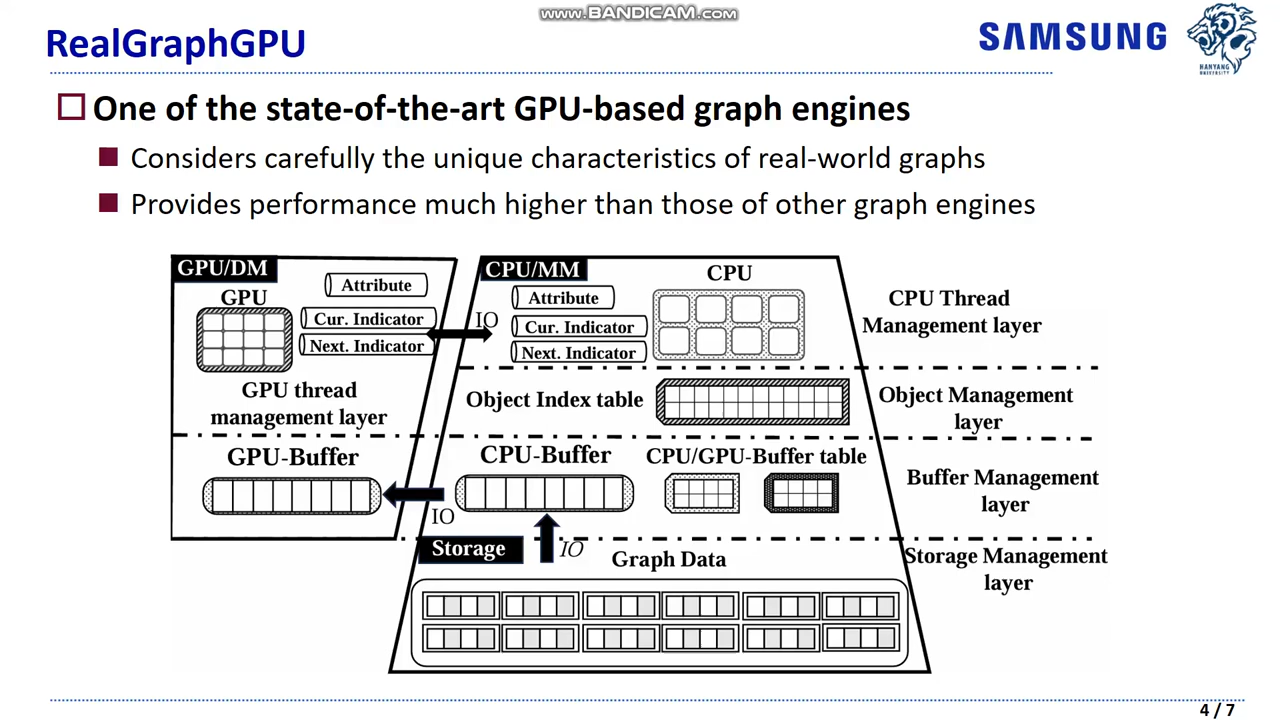 www.BANDICAM.com
RealGraphGPU
SAMSUNG
HANYANG
UNIVERSITY
One of the state-of-the-art GPU-based graph engines
Considers carefully the unique characteristics of real-world graphs
Provides performance much higher than those of other graph engines
GPU/DM
GPU
Attribute
Cur. Indicator
Next. Indicator
GPU thread
management layer
IO
CPU/MM
CPU
Attribute
Cur. Indicator
Next. Indicator
CPU Thread
Management layer
Object Index table
Object Management
layer
GPU-Buffer
CPU-Buffer
CPU/GPU-Buffer table
Buffer Management
layer
IO
Storage
IO
Graph Data
Storage Management
layer
4 / 7